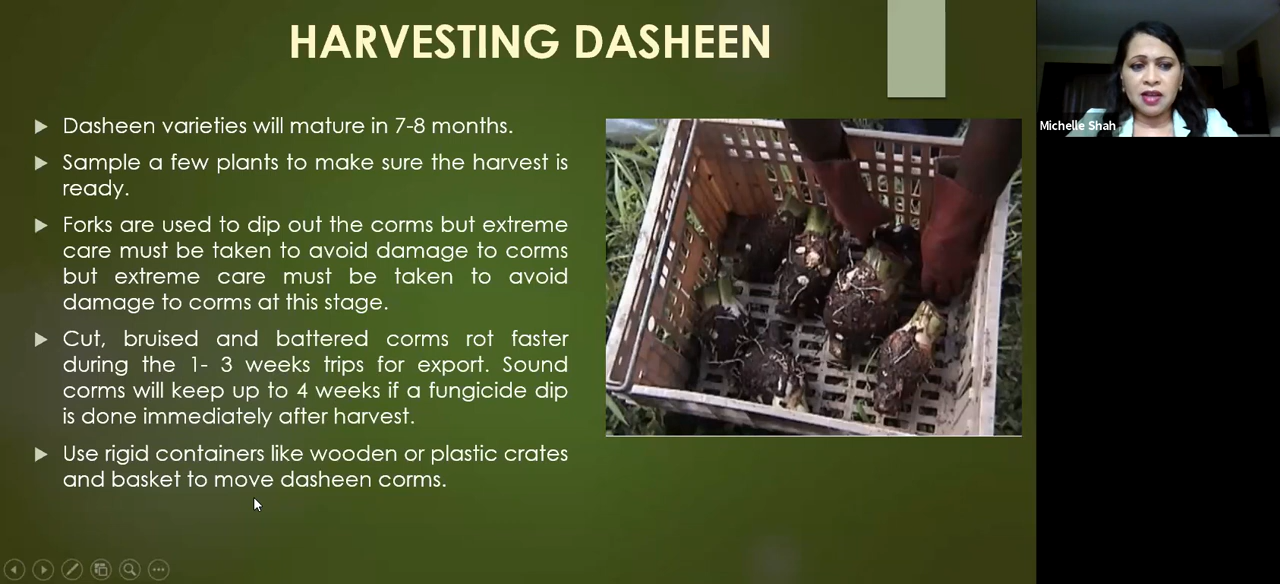 HARVESTING DASHEEN
Dasheen varieties will mature in 7-8 months.
Sample a few plants to make sure the harvest is
ready.
Forks are used to dip out the corms but extreme
care must be taken to avoid damage to corms
but extreme care must be taken to avoid
damage to corms at this stage.
Cut, bruised and battered corms rot faster
during the 1- 3 weeks trips for export. Sound
corms will keep up to 4 weeks if a fungicide dip
is done immediately after harvest.
Use rigid containers like wooden or plastic crates
and basket to move dasheen corms.
Michelle Shah